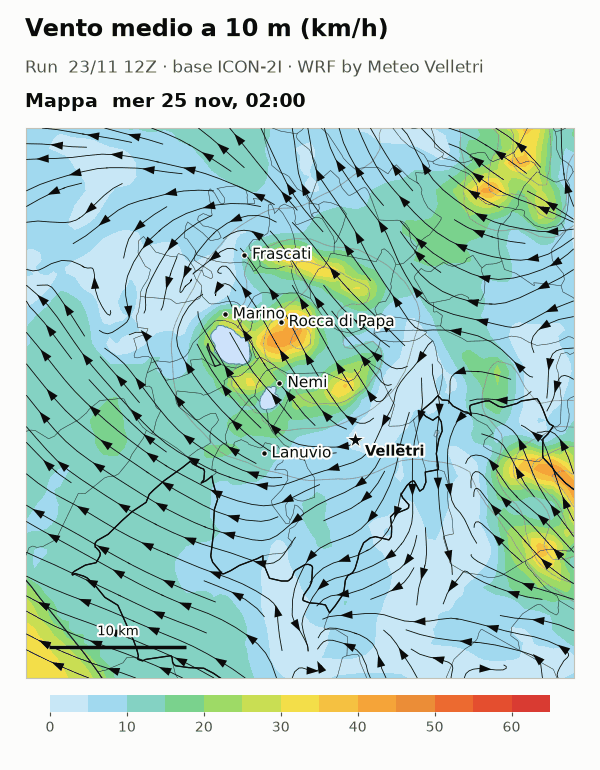 Vento medio a 10 m (km/h)
Run  23/11 12Z · base ICON-2I · WRF by Meteo Velletri
Mappa  mer 25 nov, 02:00
Frascati
Marino
Rocca di Papa
Nemi
Velletri
Lanuvio
10 km
0 10 20 30 40 50 60